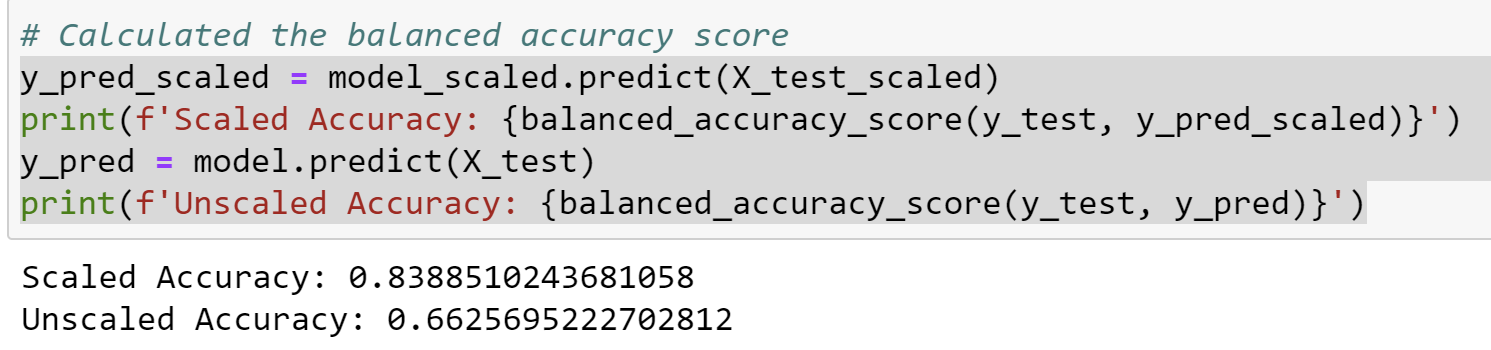 # Calculated the balanced accuracy score
y_pred_scaled = model_scaled.predict(X_test_scaled)
print(f'Scaled Accuracy: {balanced_accuracy_score(y_test, y_pred_scaled)}')
y_pred = model.predict(X_test)
print(f'Unscaled Accuracy: {balanced_accuracy_score(y_test, y_pred)}')
Scaled Accuracy: 0.8388510243681058
Unscaled Accuracy: 0.6625695222702812